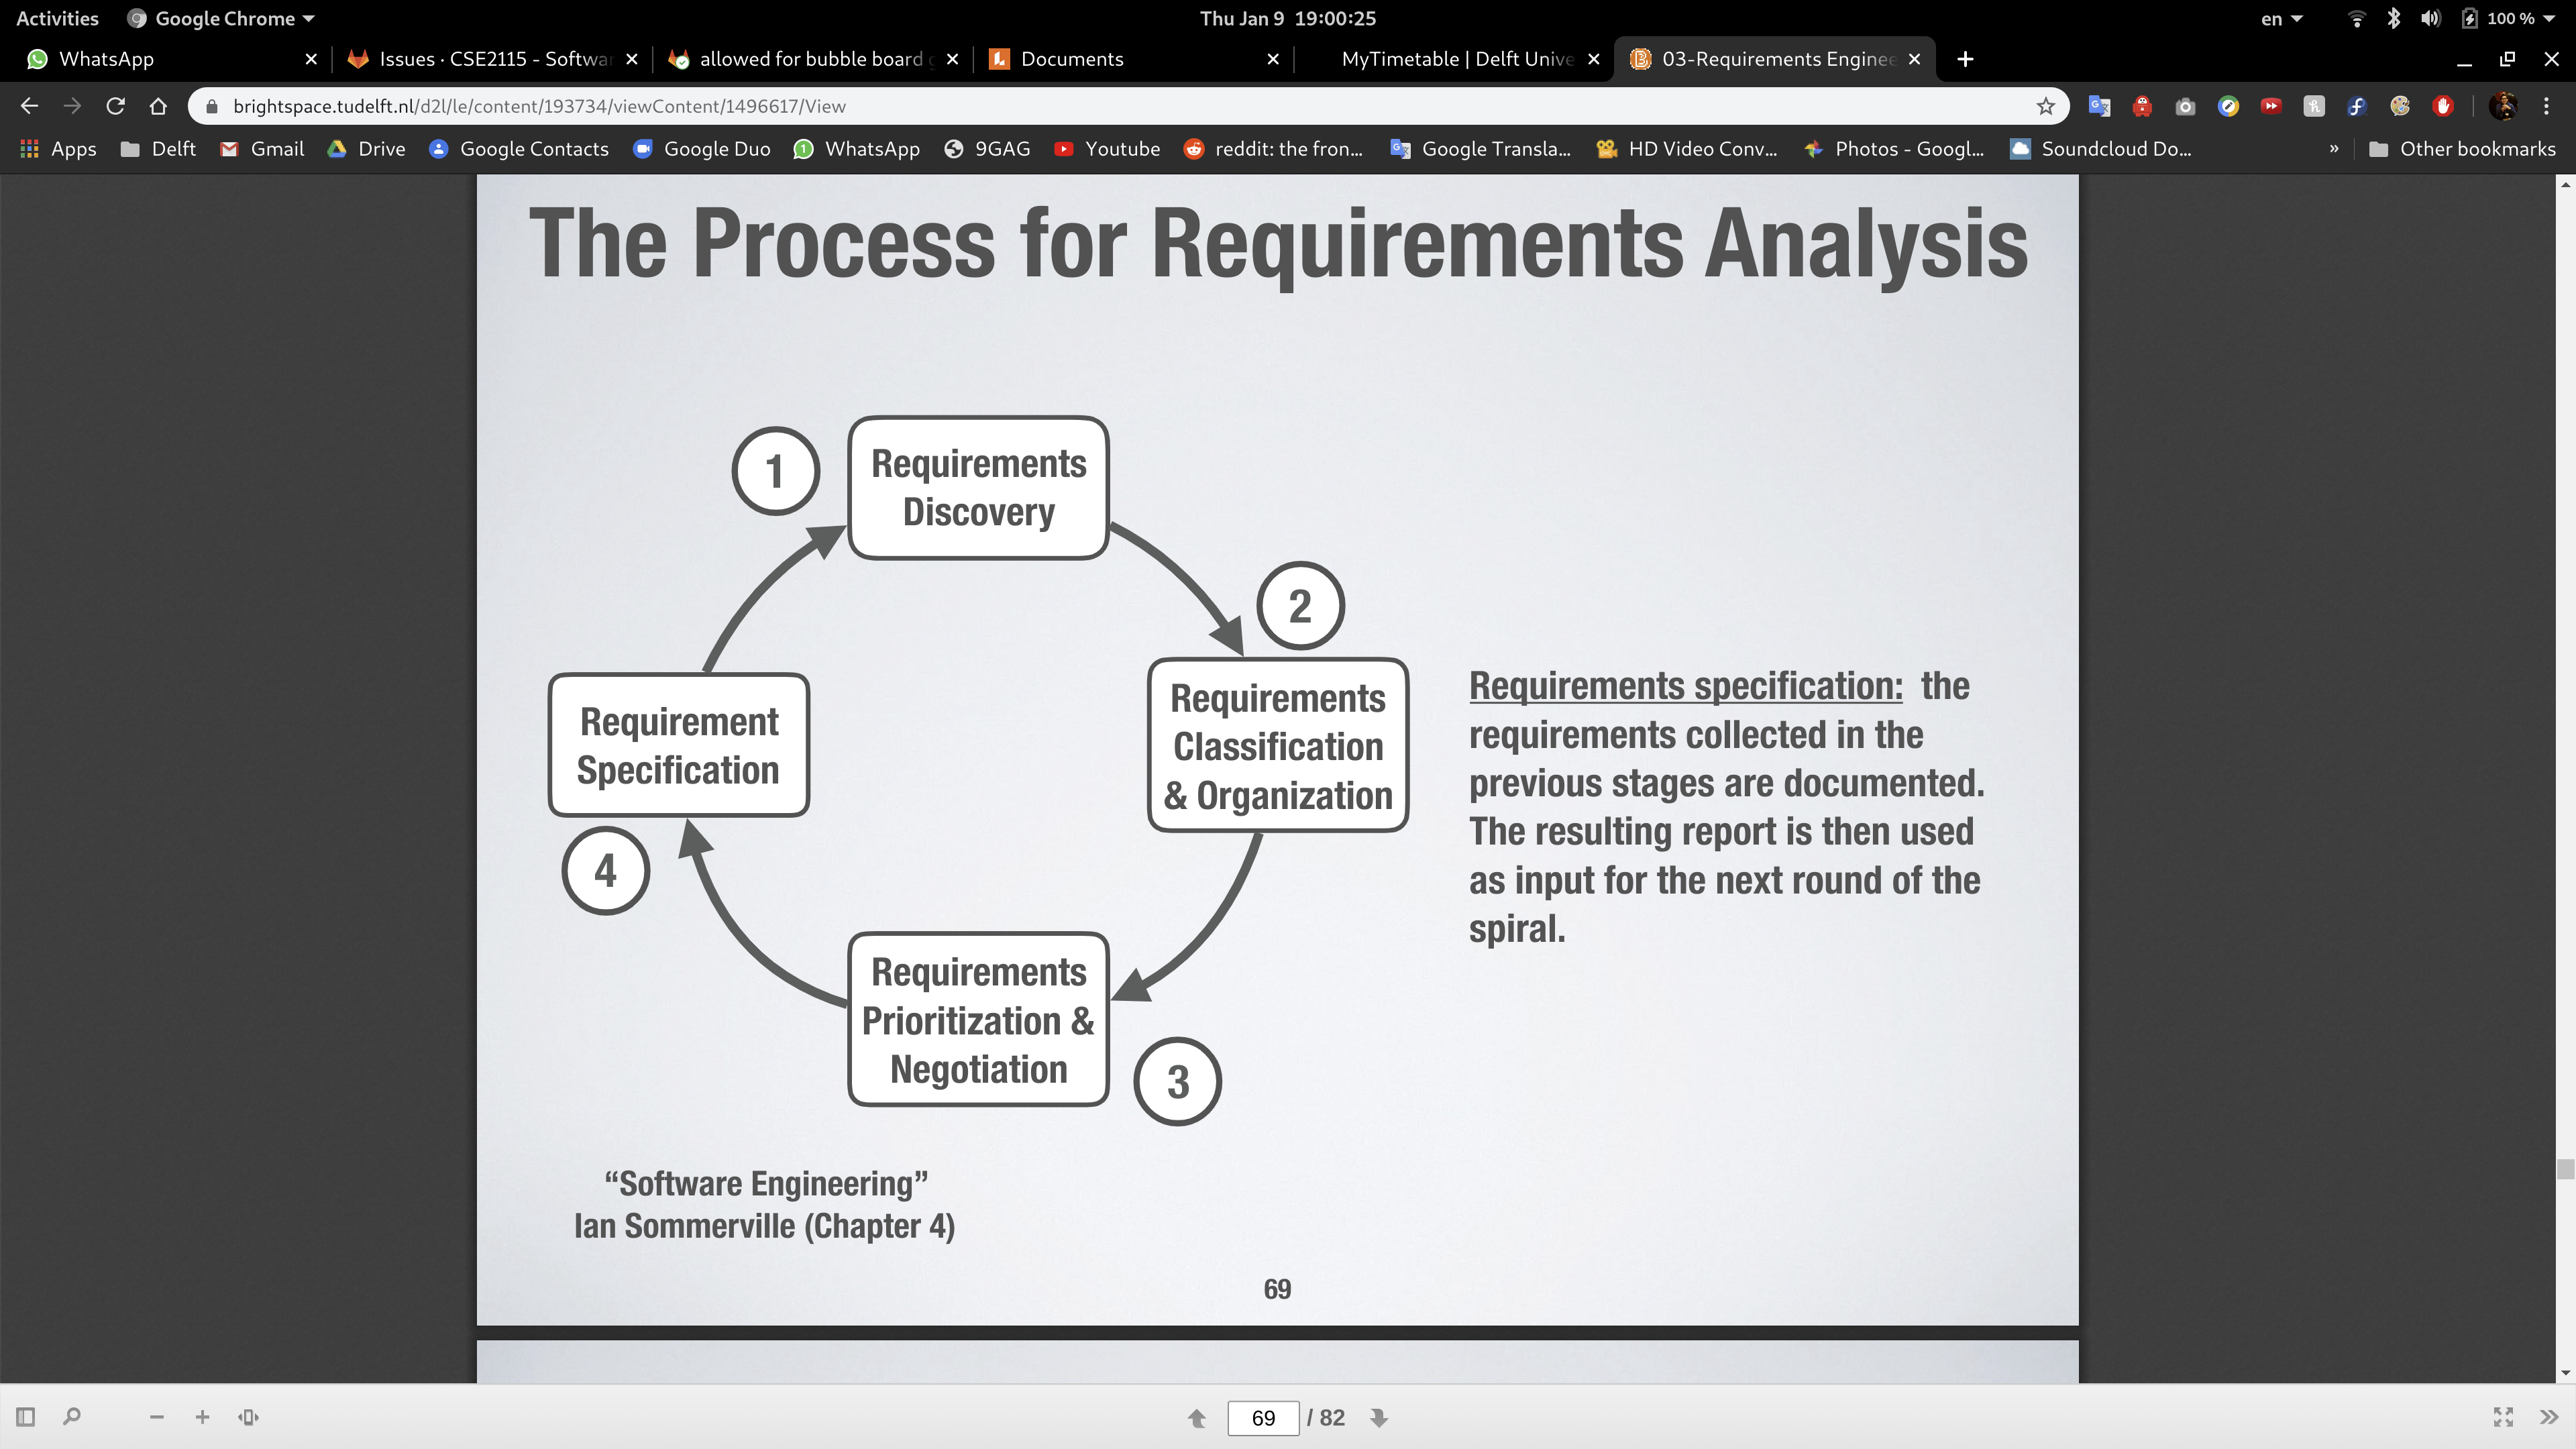 Activities Google Chrome Thu Jan 9 19:00:25 en 100 %
WhatsApp Issues · CSE2115 - Softwar allowed for bubble board Documents MyTimetable | Delft Unive 03-Requirements Enginee
brightspace.tudelft.nl/d2l/le/content/193734/viewContent/1496617/View
Apps Delft Gmail Drive Google Contacts Google Duo WhatsApp 9GAG Youtube reddit: the fron... Google Transla... HD Video Conv... Photos - Googl... Soundcloud Do... » Other bookmarks
The Process for Requirements Analysis
1
Requirements
Discovery
2
Requirements
Classification
& Organization
3
Requirements
Prioritization &
Negotiation
4
Requirement
Specification
Requirements specification: the
requirements collected in the
previous stages are documented.
The resulting report is then used
as input for the next round of the
spiral.
“Software Engineering”
Ian Sommerville (Chapter 4)
69
69 / 82